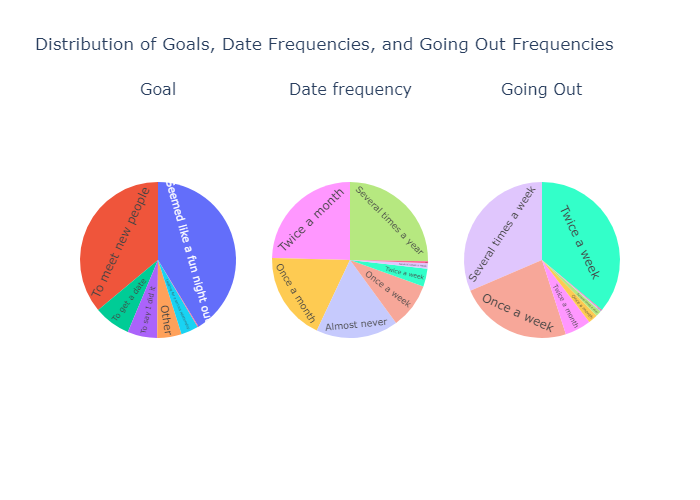 Distribution of Goals, Date Frequencies, and Going Out Frequencies
Goal
Date frequency
Going Out
Seemed like a fun night out
To meet new people
To get a date
To say I did it
Other
Several times a year
Twice a month
Once a month
Almost never
Once a week
Twice a week
Twice a week
Several times a week
Once a week
Twice a month
Once a month